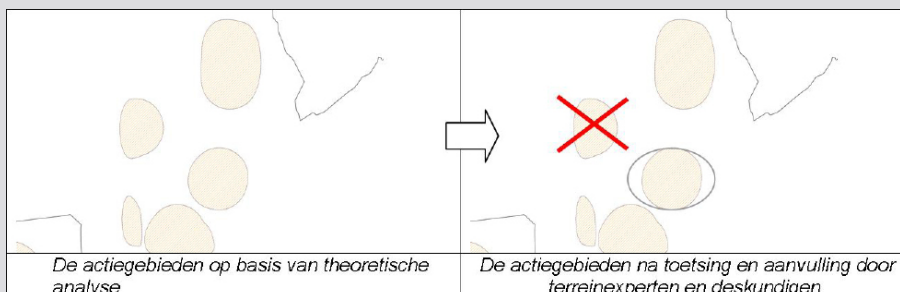 De actiegebieden op basis van theoretische
analyse
De actiegebieden na toetsing en aanvulling door
terreinexperten en deskundigen